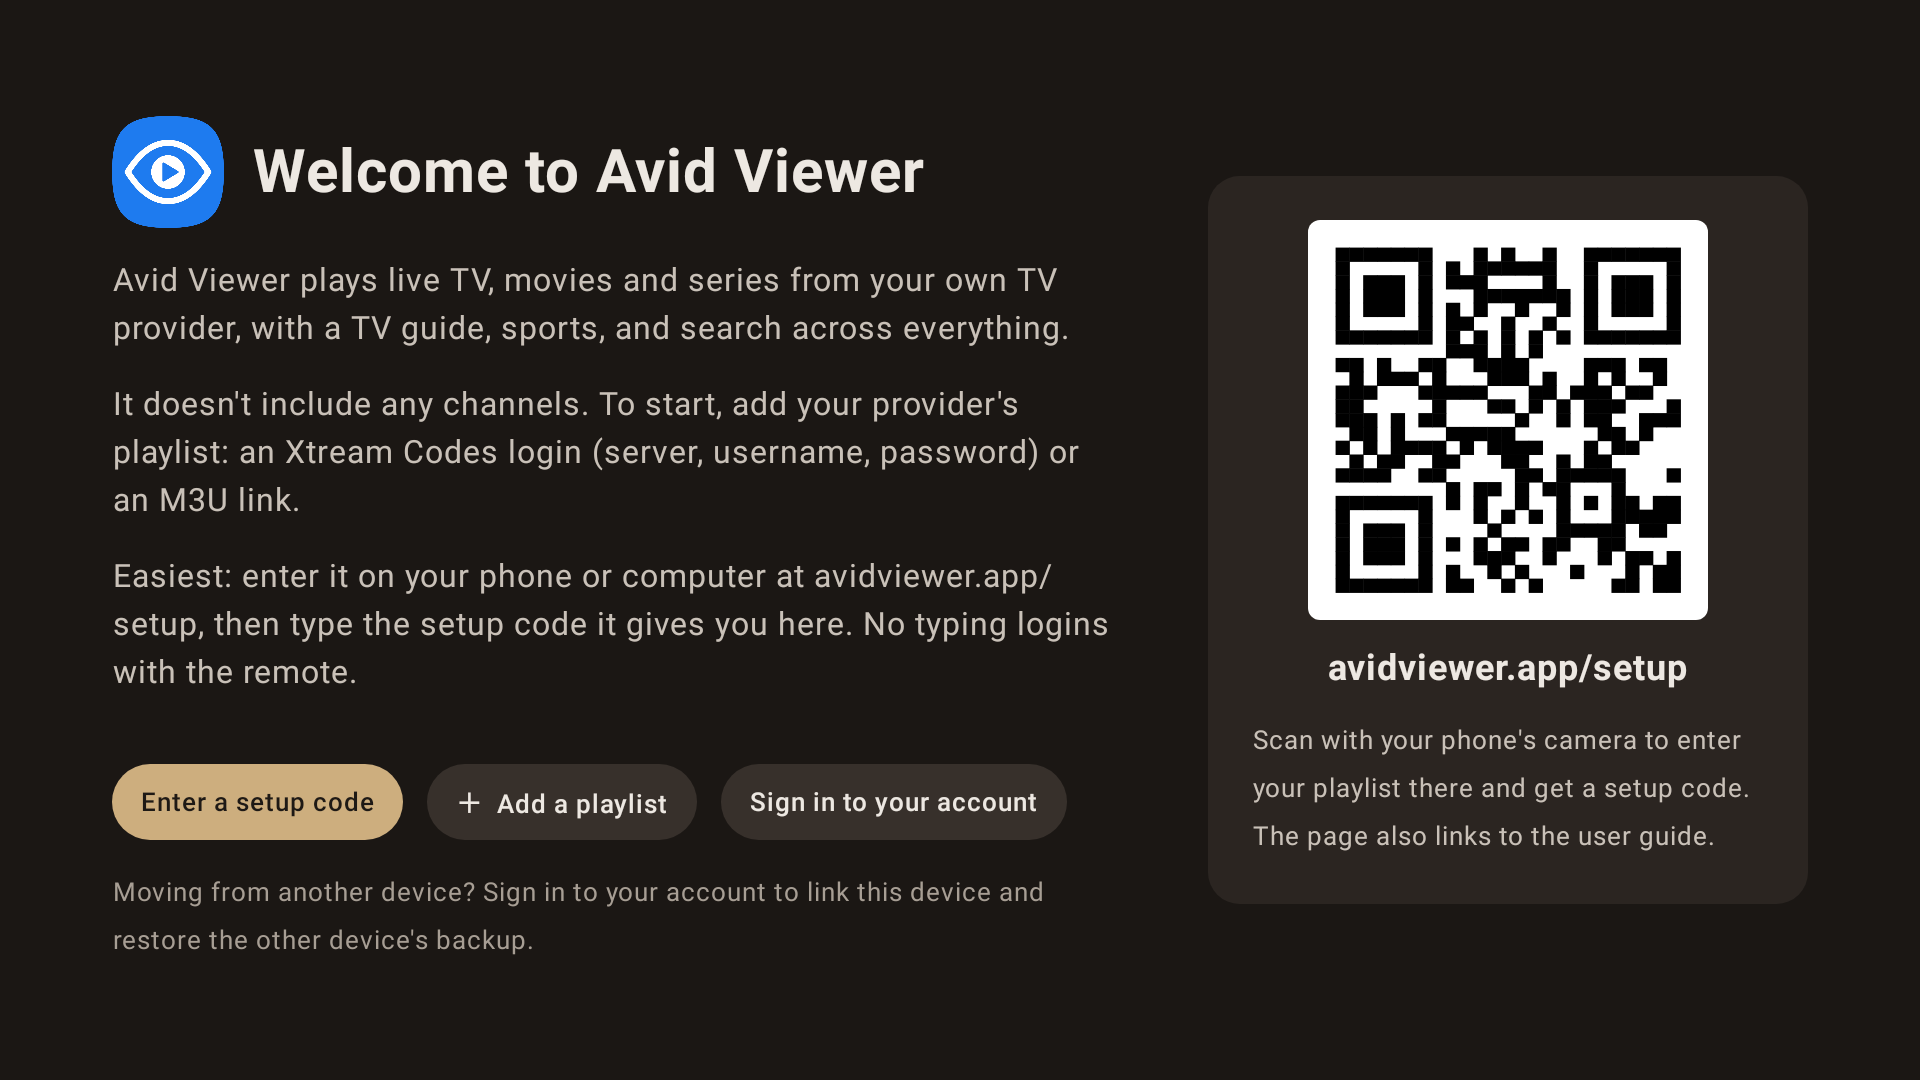 Welcome to Avid Viewer
Avid Viewer plays live TV, movies and series from your own TV
provider, with a TV guide, sports, and search across everything.
It doesn't include any channels. To start, add your provider's
playlist: an Xtream Codes login (server, username, password) or
an M3U link.
Easiest: enter it on your phone or computer at avidviewer.app/
setup, then type the setup code it gives you here. No typing logins
with the remote.
Enter a setup code
+ Add a playlist
Sign in to your account
Moving from another device? Sign in to your account to link this device and
restore the other device's backup.
avidviewer.app/setup
Scan with your phone's camera to enter
your playlist there and get a setup code.
The page also links to the user guide.